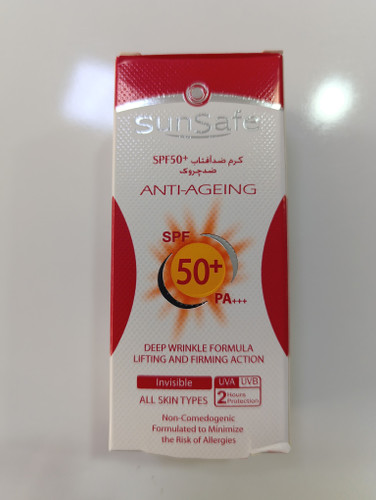 sunSafe
کرم ضدآفتاب +SPF50
ضدچروک
ANTI-AGEING
SPF
50+
PA+++
DEEP WRINKLE FORMULA
LIFTING AND FIRMING ACTION
Invisible
UVA UVB
ALL SKIN TYPES
2 Hours Protection
Non-Comedogenic
Formulated to Minimize
the Risk of Allergies